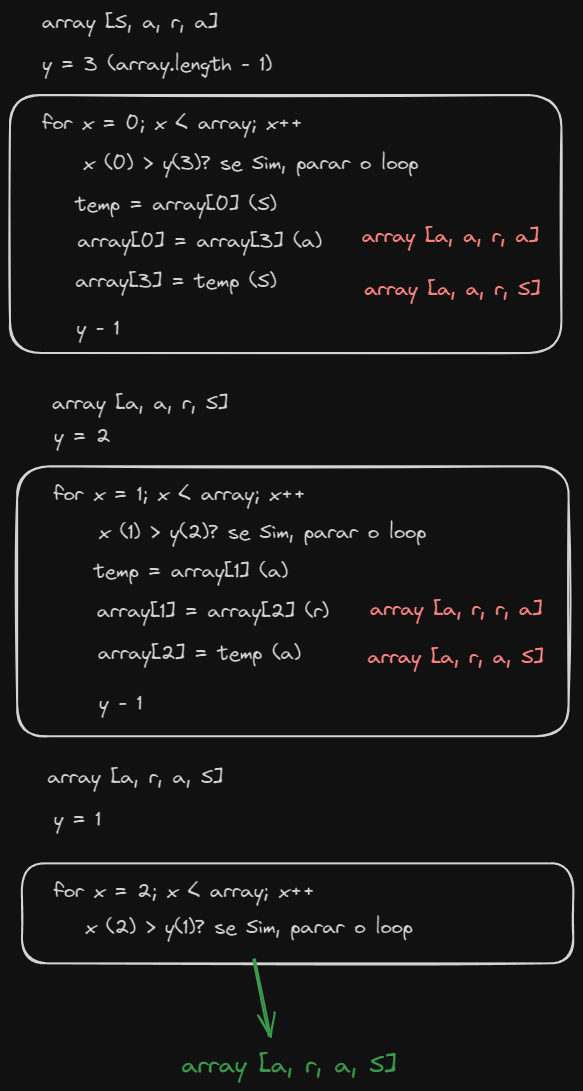 array [S, a, r, a]
y = 3 (array.length - 1)
for x = 0; x < array; x++
x (0) > y(3)? se Sim, parar o loop
temp = array[0] (S)
array[0] = array[3] (a) array [a, a, r, a]
array[3] = temp (S) array [a, a, r, S]
y - 1
array [a, a, r, S]
y = 2
for x = 1; x < array; x++
x (1) > y(2)? se Sim, parar o loop
temp = array[1] (a)
array[1] = array[2] (r) array [a, r, r, a]
array[2] = temp (a) array [a, r, a, S]
y - 1
array [a, r, a, S]
y = 1
for x = 2; x < array; x++
x (2) > y(1)? se Sim, parar o loop
array [a, r, a, S]